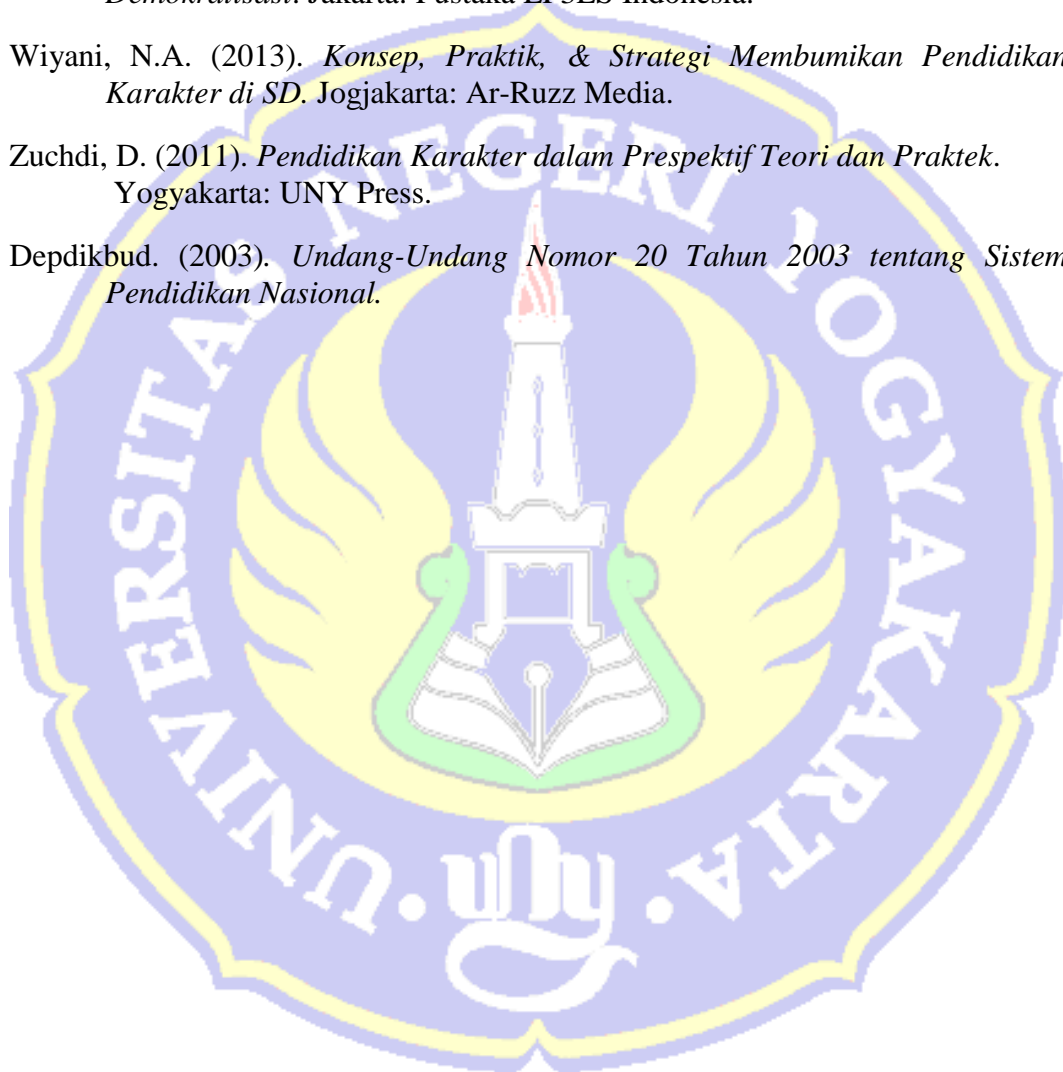 Demokratisasi. Jakarta: Pustaka LP3ES Indonesia.
Wiyani, N.A. (2013). Konsep, Praktik, & Strategi Membumikan Pendidikan
Karakter di SD. Jogjakarta: Ar-Ruzz Media.
Zuchdi, D. (2011). Pendidikan Karakter dalam Prespektif Teori dan Praktek.
Yogyakarta: UNY Press.
Depdikbud. (2003). Undang-Undang Nomor 20 Tahun 2003 tentang Sistem
Pendidikan Nasional.
UNIVERSITAS NEGERI YOGYAKARTA
uny